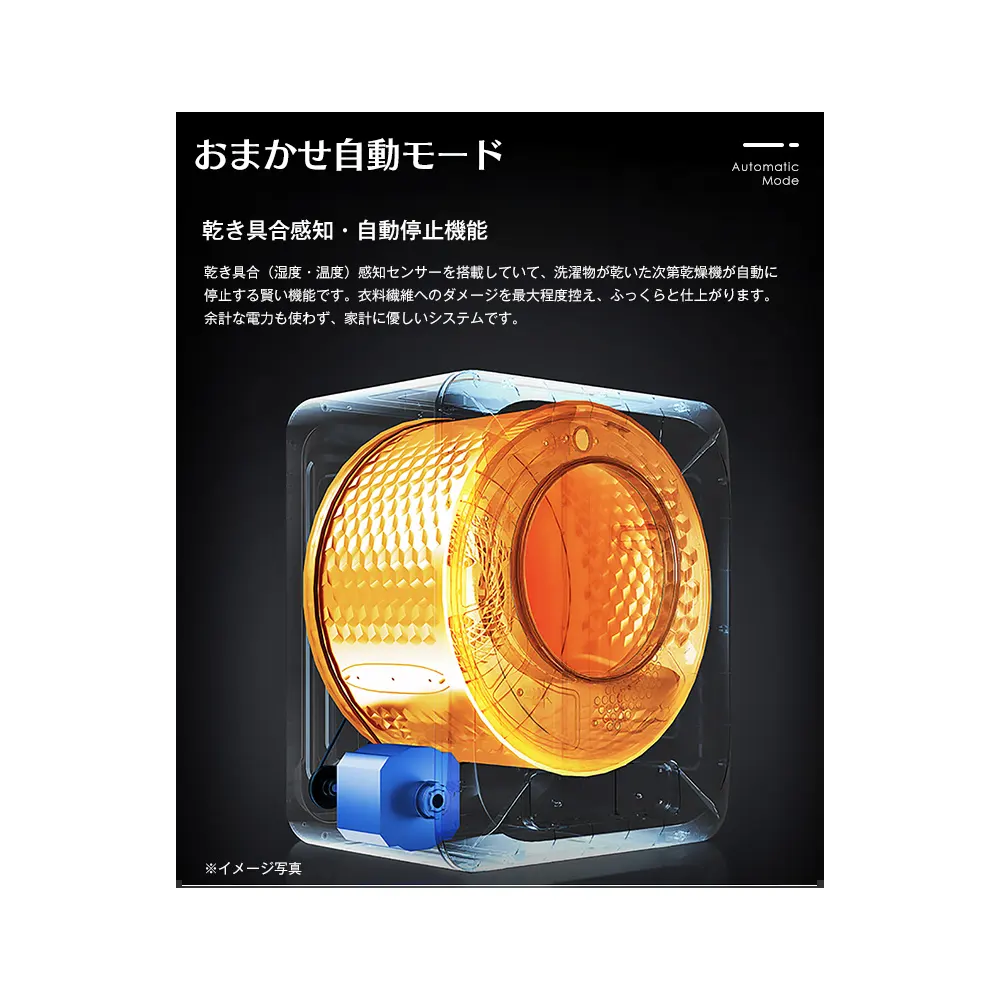 おまかせ自動モード
Automatic
Mode
乾き具合感知・自動停止機能
乾き具合（湿度・温度）感知センサーを搭載していて、洗濯物が乾いた次第乾燥機が自動に
停止する賢い機能です。衣料繊維へのダメージを最大程度控え、ふっくらと仕上がります。
余計な電力も使わず、家計に優しいシステムです。
※イメージ写真